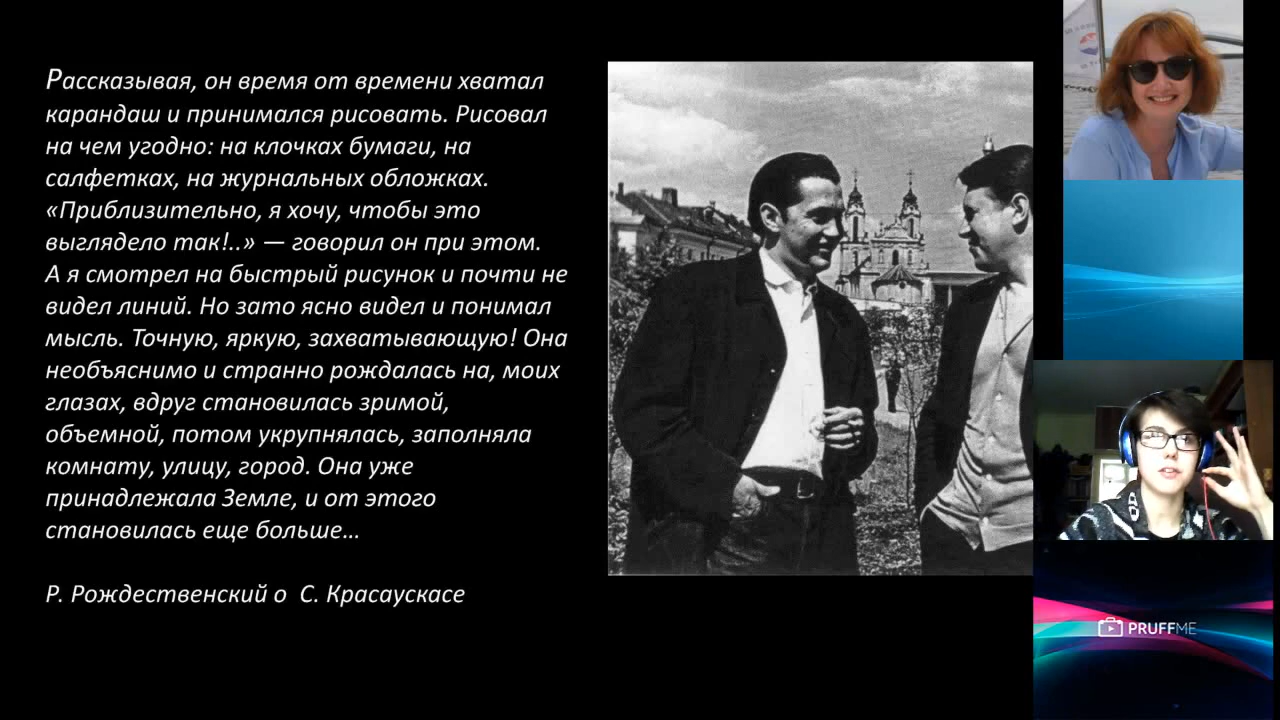 Рассказывая, он время от времени хватал
карандаш и принимался рисовать. Рисовал
на чем угодно: на клочках бумаги, на
салфетках, на журнальных обложках.
«Приблизительно, я хочу, чтобы это
выглядело так!..» — говорил он при этом.
А я смотрел на быстрый рисунок и почти не
видел линий. Но зато ясно видел и понимал
мысль. Точную, яркую, захватывающую! Она
необъяснимо и странно рождалась на, моих
глазах, вдруг становилась зримой,
объемной, потом укрупнялась, заполняла
комнату, улицу, город. Она уже
принадлежала Земле, и от этого
становилась еще больше...
Р. Рождественский о С. Красаускасе
PRUFFME